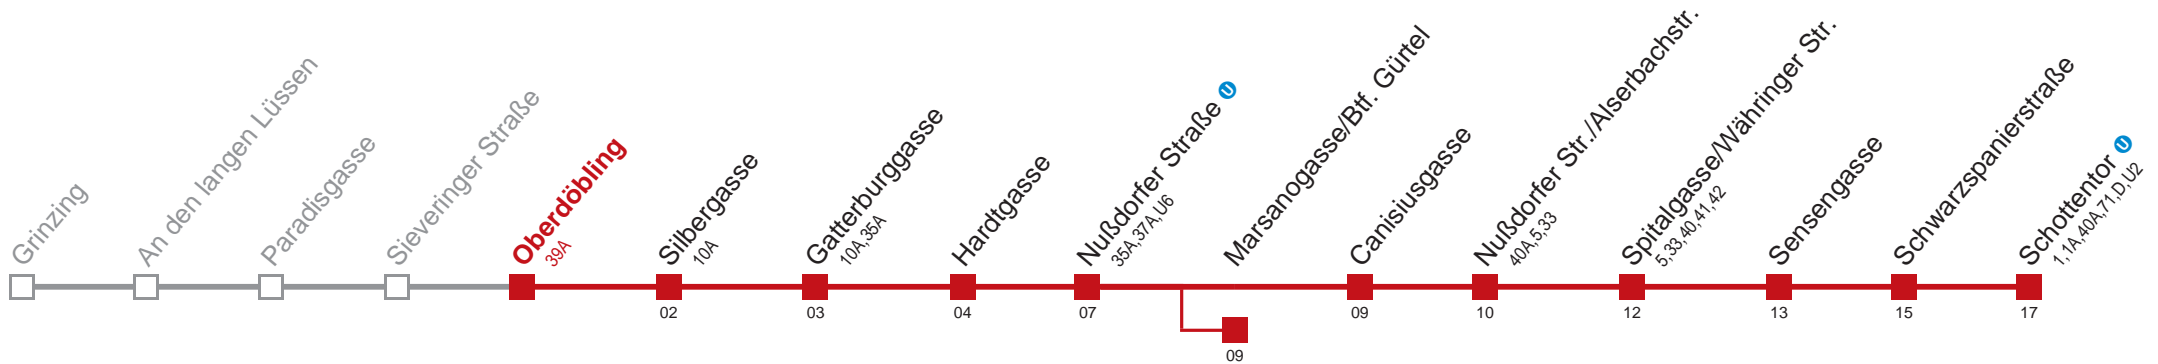 Grinzing
An den langen Lüssen
Paradisgasse
Sieveringer Straße
Oberdöbling
39A
Silbergasse
10A
02
Gatterburggasse
10A,35A
03
Hardtgasse
04
Nußdorfer Straße U
35A,37A,U6
07
Marsanogasse/Btf. Gürtel
09
Canisiusgasse
09
Nußdorfer Str./Alserbachstr.
40A,5,33
10
Spitalgasse/Währinger Str.
5,33,40,41,42
12
Sensengasse
13
Schwarzspanierstraße
15
Schottentor U
1,1A,40A,71,D,U2
17